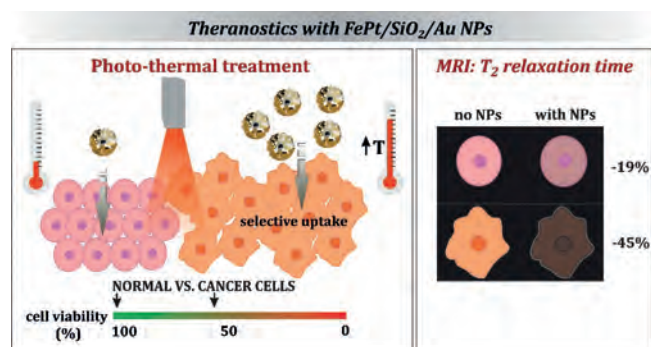 Theranostics with FePt/SiO₂/Au NPs
Photo-thermal treatment
T
selective uptake
NORMAL VS. CANCER CELLS
cell viability
(%)
100
50
0
MRI: T₂ relaxation time
no NPs
with NPs
-19%
-45%